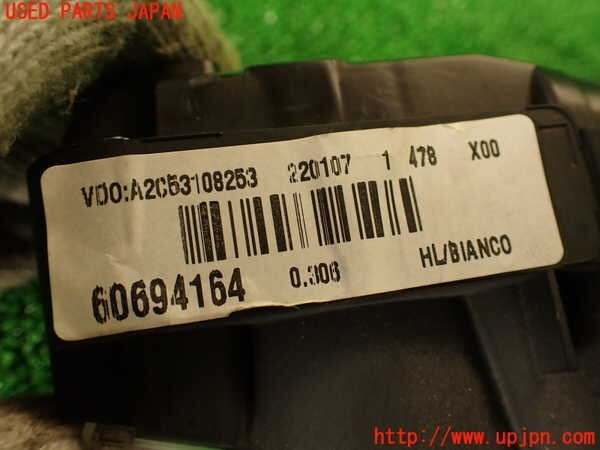 USED PARTS JAPAN
VDO:A2C53108253 220107 1 478 X00
60694164 0.306 HL/BIANCO
http://www.upjpn.com/